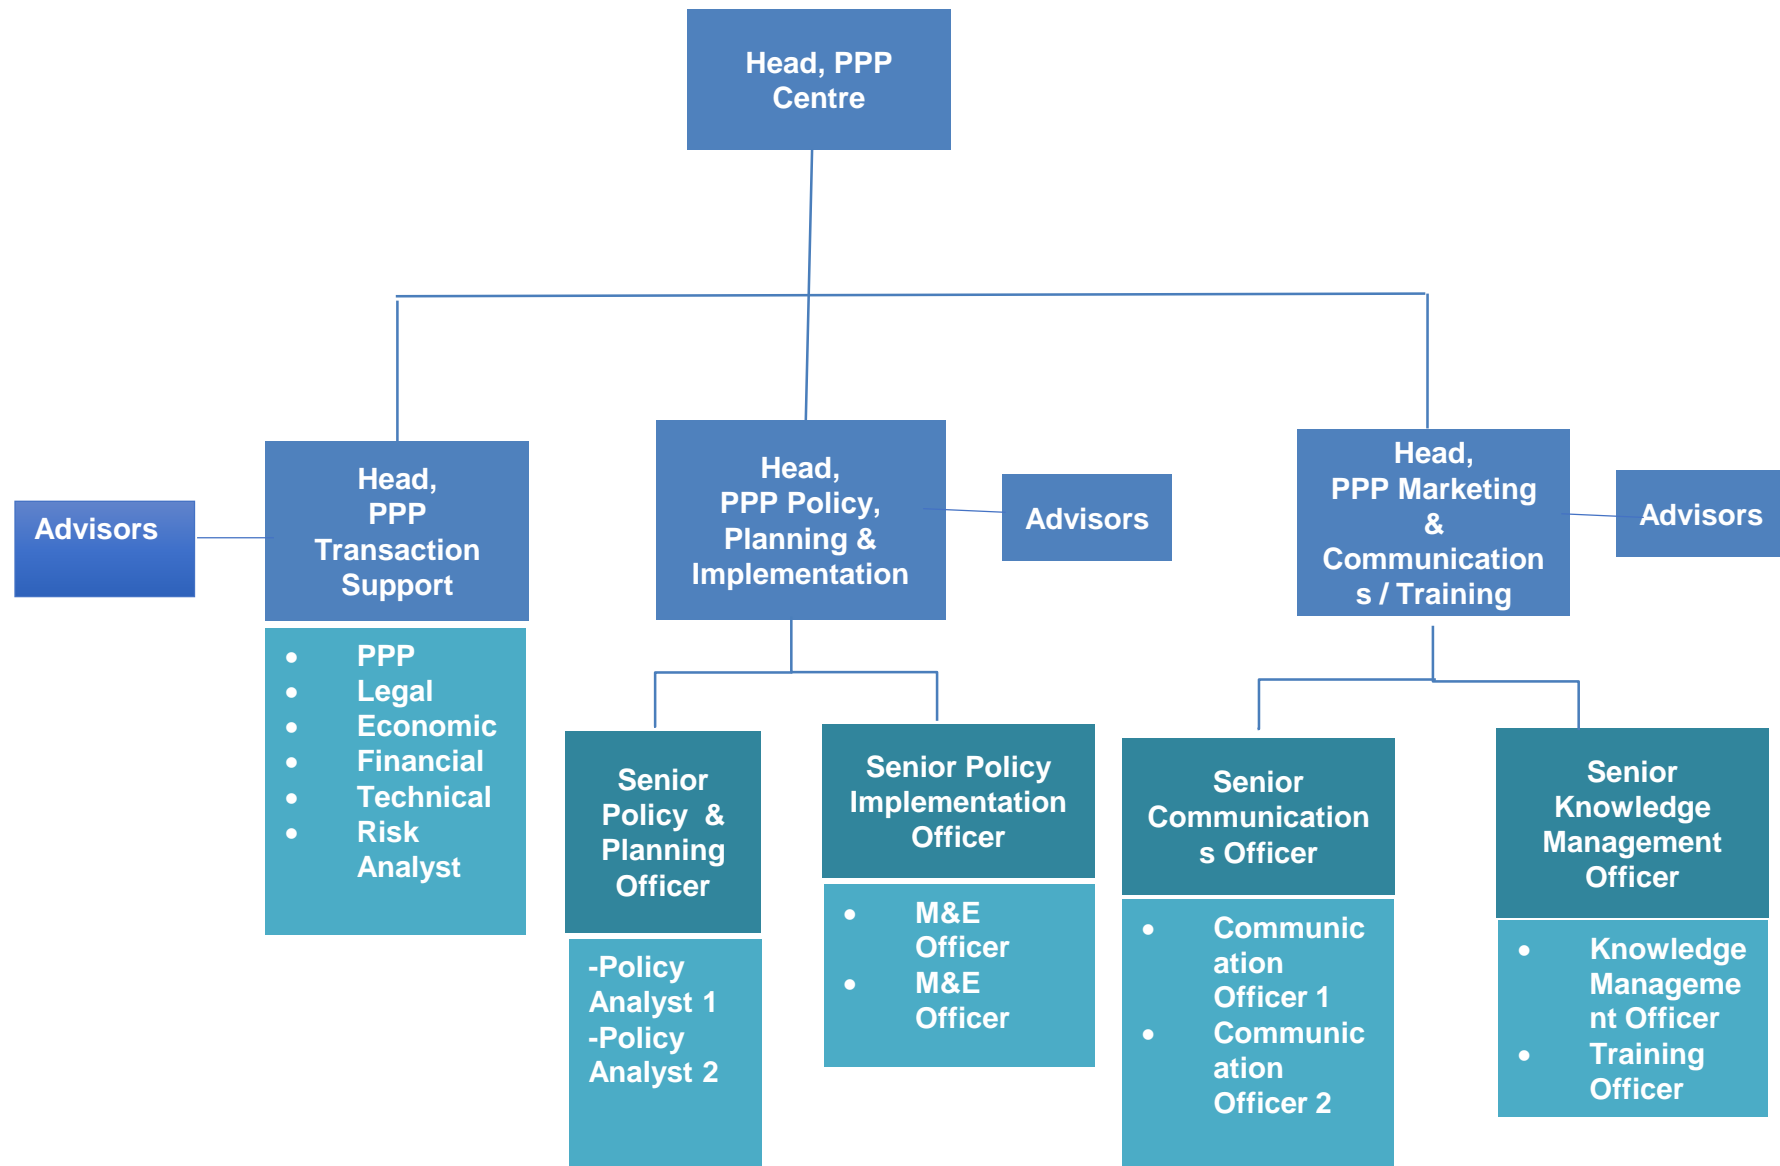 Head, PPP
Centre
Advisors
Head,
PPP
Transaction
Support
Head,
PPP Policy,
Planning &
Implementation
Advisors
Head,
PPP Marketing
&
Communication
s / Training
Advisors
• PPP
• Legal
• Economic
• Financial
• Technical
• Risk
Analyst
Senior
Policy & 
Planning
Officer
-Policy
Analyst 1
-Policy
Analyst 2
Senior Policy
Implementation
Officer
• M&E
Officer
• M&E
Officer
Senior
Communication
s Officer
• Communic
ation
Officer 1
• Communic
ation
Officer 2
Senior
Knowledge
Management
Officer
• Knowledge
Manageme
nt Officer
• Training
Officer